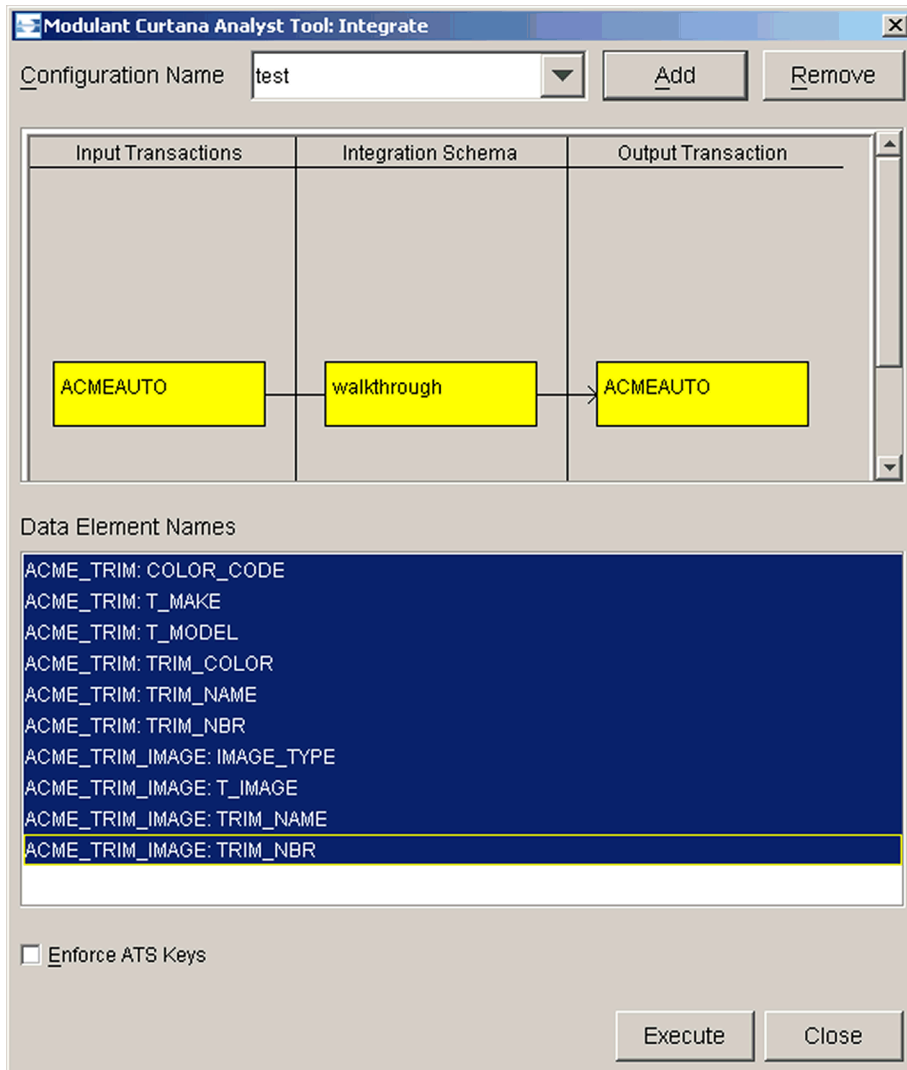 Modulant Curtana Analyst Tool: Integrate
Configuration Name test Add Remove
Input Transactions Integration Schema Output Transaction
ACMEAUTO walkthrough ACMEAUTO
Data Element Names
ACME_TRIM: COLOR_CODE
ACME_TRIM: T_MAKE
ACME_TRIM: T_MODEL
ACME_TRIM: TRIM_COLOR
ACME_TRIM: TRIM_NAME
ACME_TRIM: TRIM_NBR
ACME_TRIM_IMAGE: IMAGE_TYPE
ACME_TRIM_IMAGE: T_IMAGE
ACME_TRIM_IMAGE: TRIM_NAME
ACME_TRIM_IMAGE: TRIM_NBR
Enforce ATS Keys
Execute Close